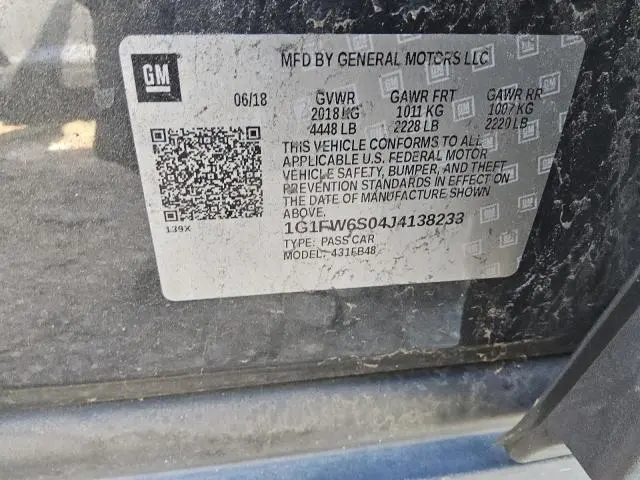 GM
MFD BY GENERAL MOTORS LLC
06/18 GVWR GAWR FRT GAWR RR
2018 KG 1011 KG 1007 KG
4448 LB 2228 LB 2220 LB
THIS VEHICLE CONFORMS TO ALL
APPLICABLE U.S. FEDERAL MOTOR
VEHICLE SAFETY, BUMPER, AND THEFT
PREVENTION STANDARDS IN EFFECT ON
THE DATE OF MANUFACTURE SHOWN
ABOVE.
139X
1G1FW6S04J4138233
TYPE: PASS CAR
MODEL: 431FB48